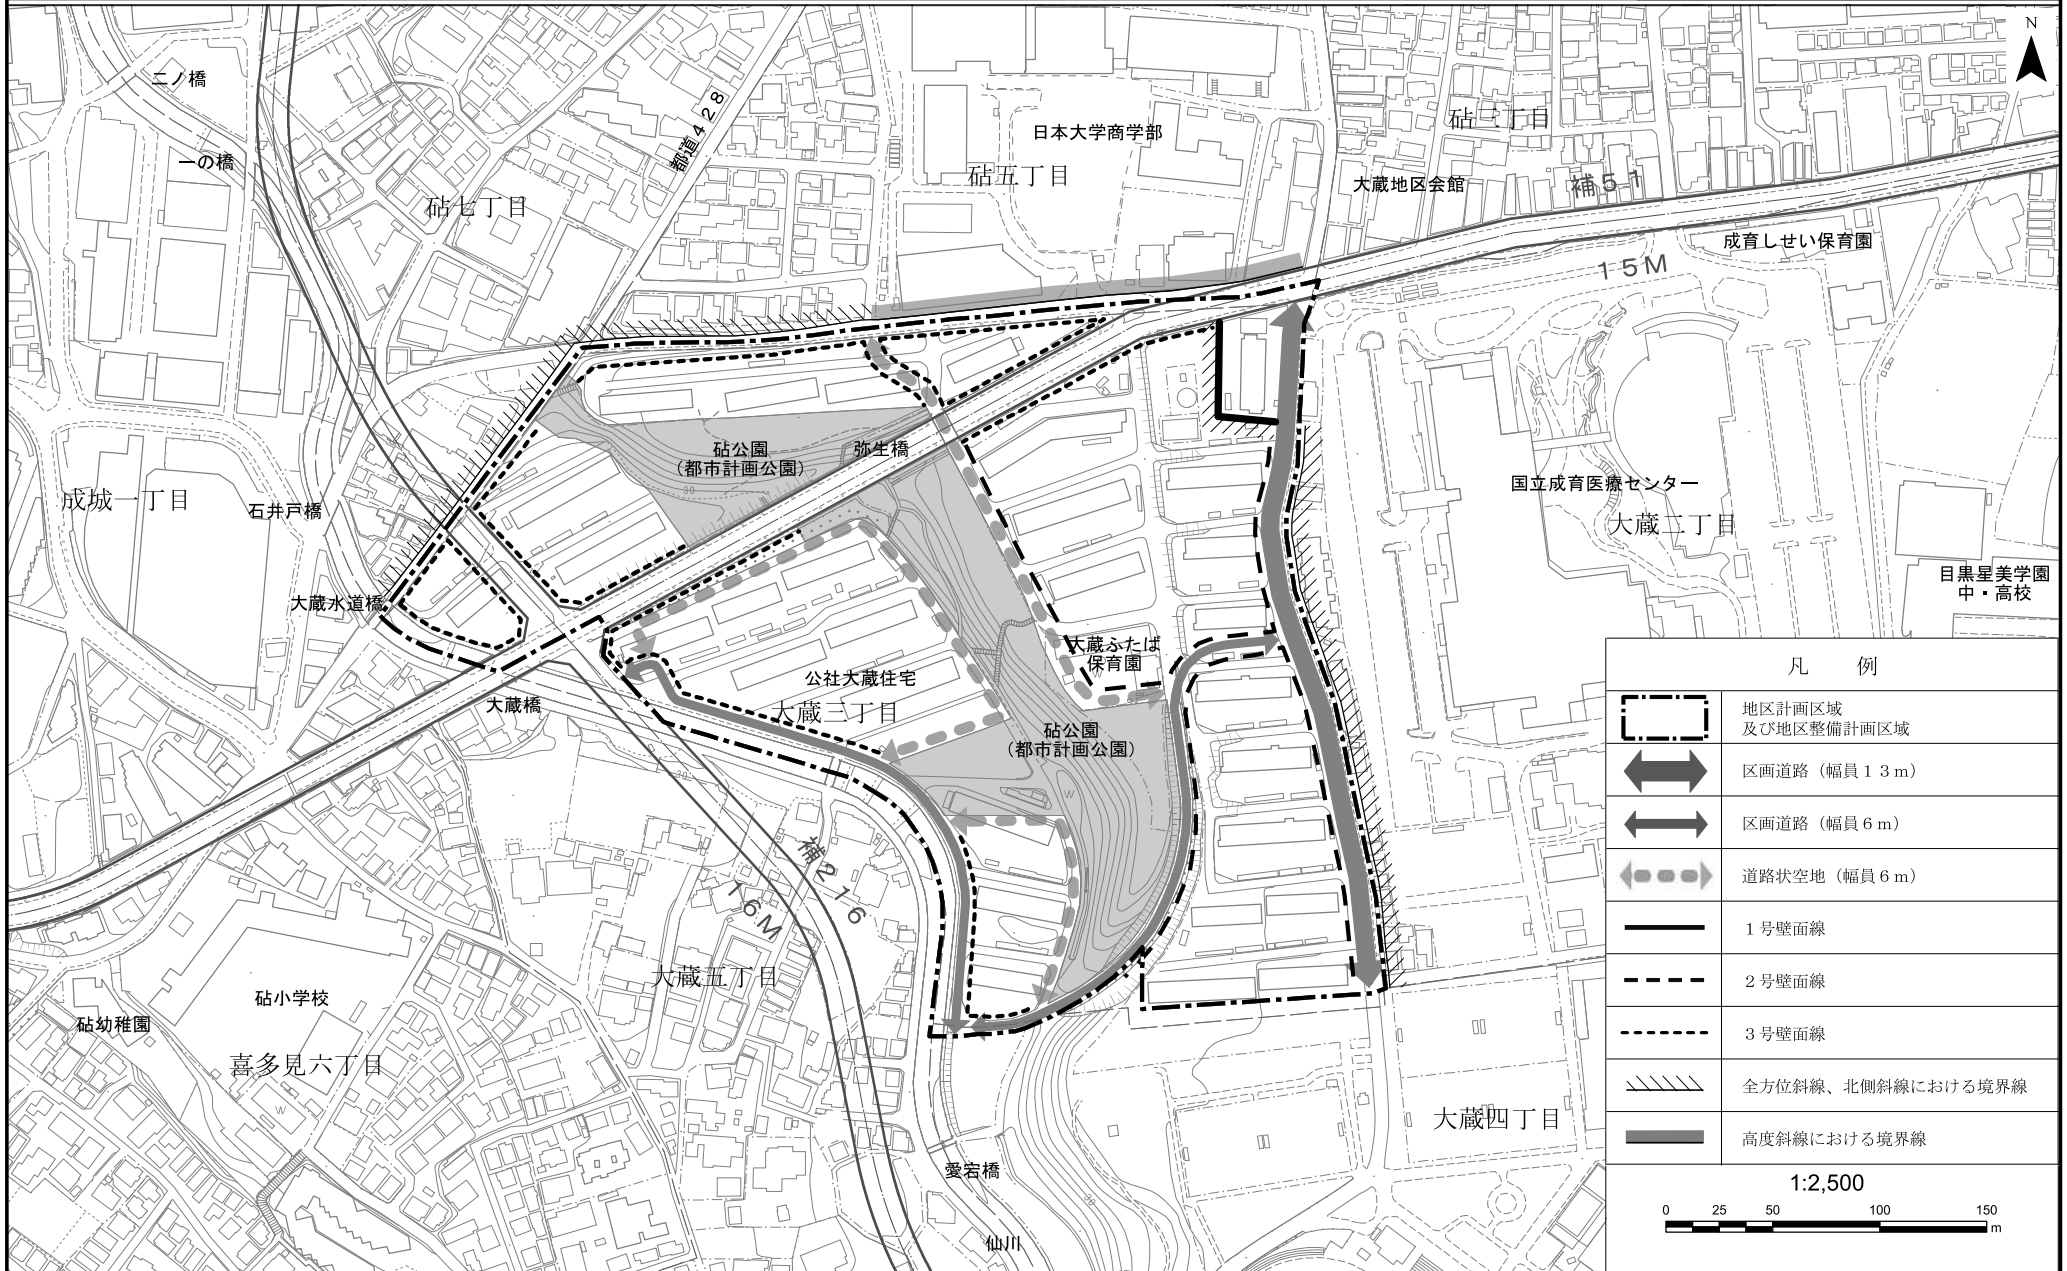 N
二ノ橋
一の橋
都道428
砧七丁目
日本大学商学部
砧五丁目
砧三丁目
大蔵地区会館
補51
成育しせい保育園
15M
砧公園
(都市計画公園)
弥生橋
30
成城一丁目
石井戸橋
国立成育医療センター
大蔵二丁目
目黒星美学園
中・高校
大蔵水道橋
大蔵ふたば
保育園
公社大蔵住宅
大蔵三丁目
大蔵橋
砧公園
(都市計画公園)
30
補216
16M
大蔵五丁目
砧小学校
砧幼稚園
喜多見六丁目
大蔵四丁目
愛宕橋
30
仙川
凡 例
地区計画区域
及び地区整備計画区域
区画道路（幅員１３ｍ）
区画道路（幅員６ｍ）
道路状空地（幅員６ｍ）
１号壁面線
２号壁面線
３号壁面線
全方位斜線、北側斜線における境界線
高度斜線における境界線
1:2,500
0 25 50 100 150
m